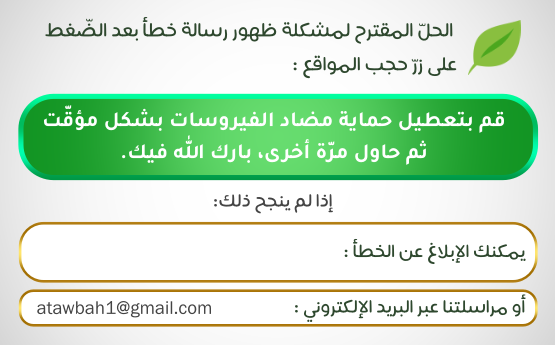 الحلّ المقترح لمشكلة ظهور رسالة خطأ بعد الضّغط
على زرّ حجب المواقع :
قم بتعطيل حماية مضاد الفيروسات بشكل مؤقّت
ثم حاول مرّة أخرى، بارك الله فيك.
إذا لم ينجح ذلك:
يمكنك الإبلاغ عن الخطأ :
أو مراسلتنا عبر البريد الإلكتروني : atawbah1@gmail.com